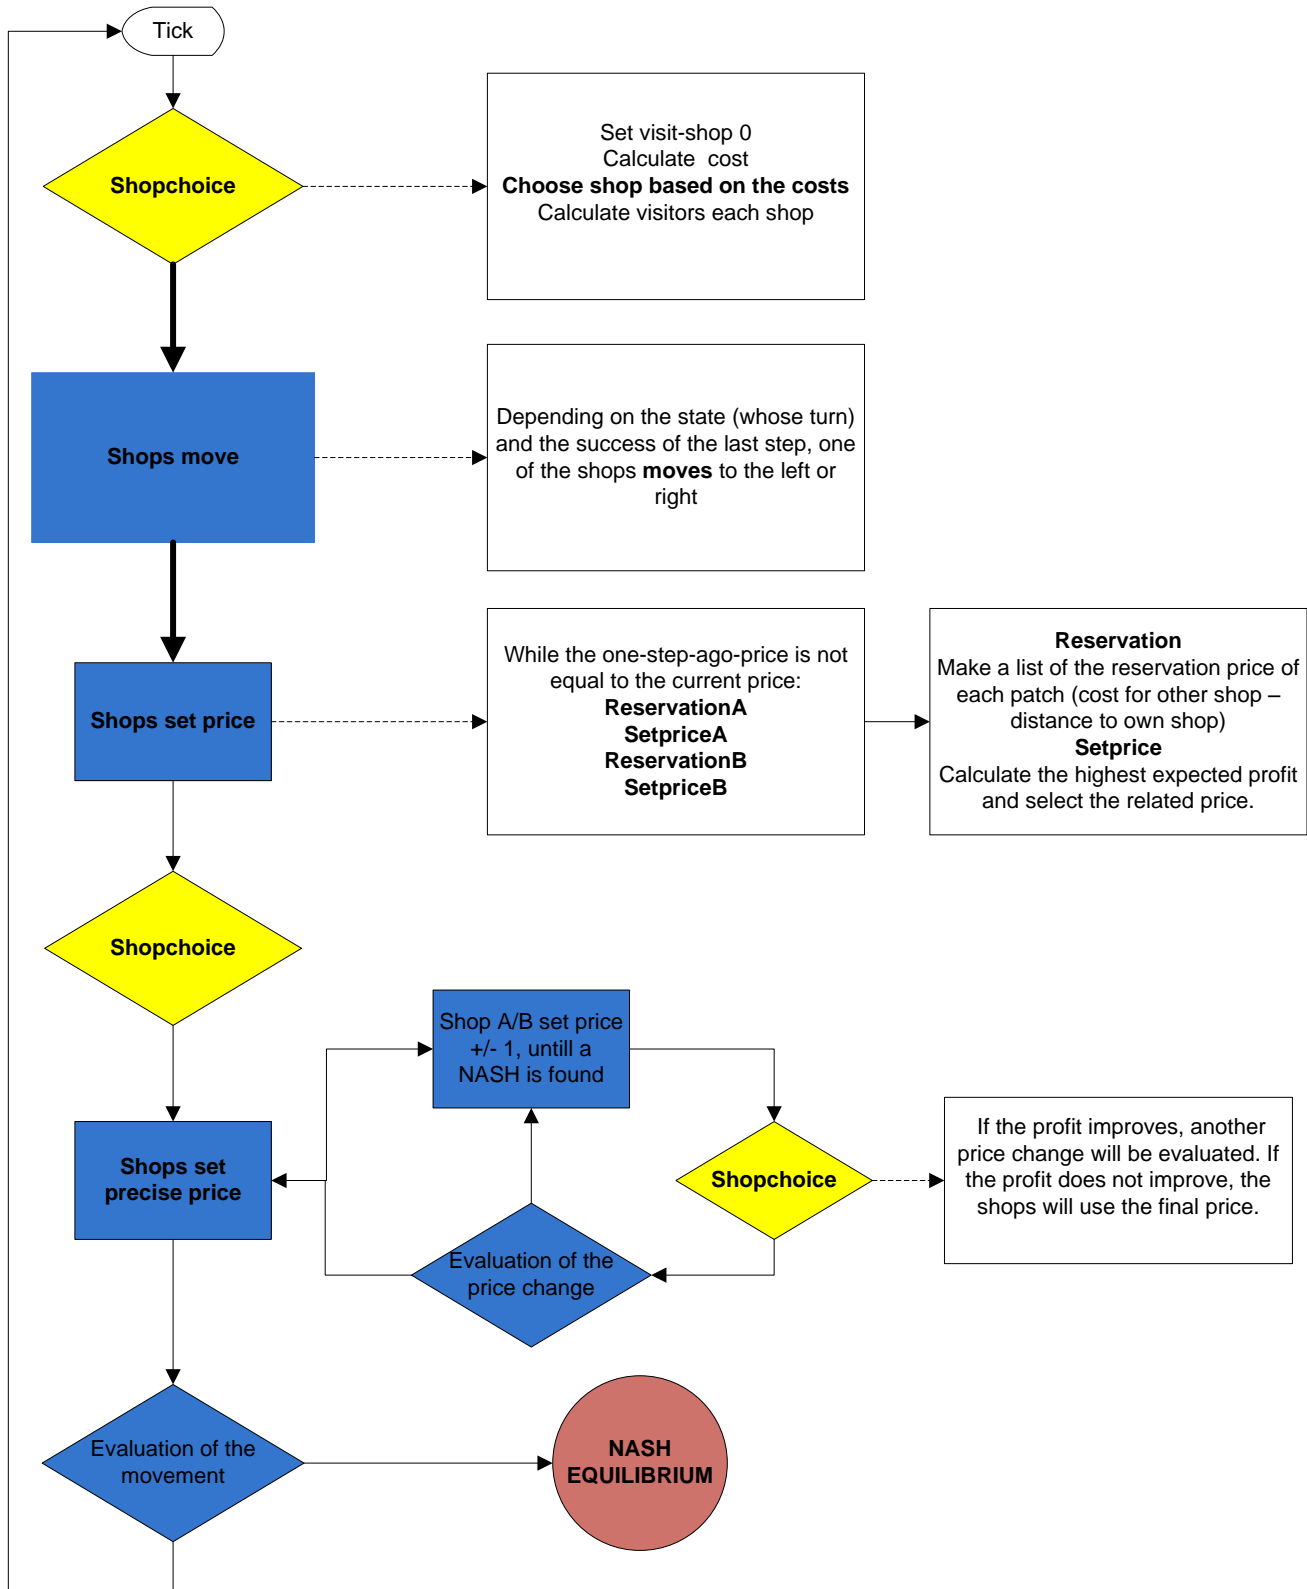 Tick
Shopchoice
Set visit-shop 0
Calculate  cost
Choose shop based on the costs
Calculate visitors each shop
Shops move
Depending on the state (whose turn)
and the success of the last step, one
of the shops moves to the left or
right
Shops set price
While the one-step-ago-price is not
equal to the current price:
ReservationA
SetpriceA
ReservationB
SetpriceB
Reservation
Make a list of the reservation price of
each patch (cost for other shop –
distance to own shop)
Setprice
Calculate the highest expected profit
and select the related price.
Shopchoice
Shop A/B set price
+/- 1, untill a
NASH is found
Shops set
precise price
Shopchoice
If the profit improves, another
price change will be evaluated. If
the profit does not improve, the
shops will use the final price.
Evaluation of the
price change
Evaluation of the
movement
NASH
EQUILIBRIUM